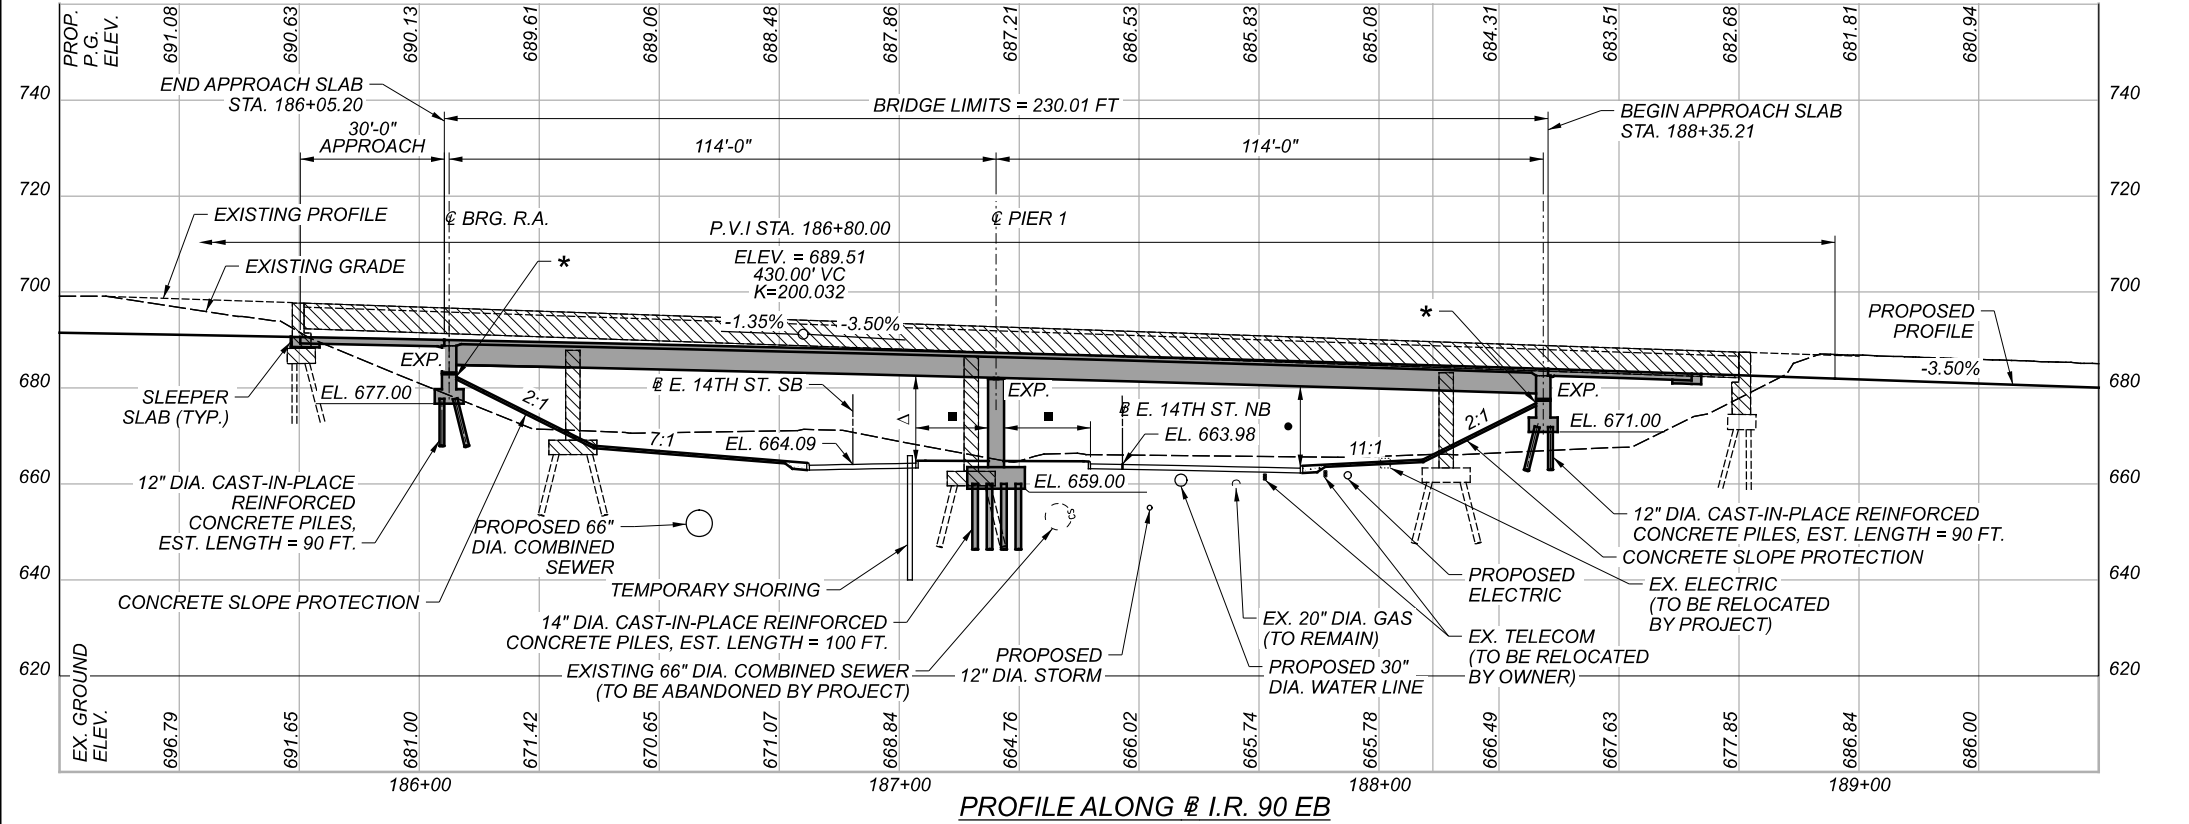 PROP.
P.G.
ELEV.
691.08
690.63
690.13
689.61
689.06
688.48
687.86
687.21
686.53
685.83
685.08
684.31
683.51
682.68
681.81
680.94
END APPROACH SLAB
STA. 186+05.20
BRIDGE LIMITS = 230.01 FT
BEGIN APPROACH SLAB
STA. 188+35.21
740
740
30'-0"
APPROACH
114'-0"
114'-0"
720
720
EXISTING PROFILE
℄ BRG. R.A.
P.V.I STA. 186+80.00
℄ PIER 1
EXISTING GRADE
*
ELEV. = 689.51
430.00' VC
K=200.032
700
700
-1.35%
-3.50%
*
PROPOSED
PROFILE
-3.50%
EXP.
EXP.
EXP.
680
680
SLEEPER
SLAB (TYP.)
EL. 677.00
2:1
7:1
B E. 14TH ST. SB
EL. 664.09
B E. 14TH ST. NB
EL. 663.98
11:1
2:1
EL. 671.00
660
660
EL. 659.00
12" DIA. CAST-IN-PLACE
REINFORCED
CONCRETE PILES,
EST. LENGTH = 90 FT.
PROPOSED 66"
DIA. COMBINED
SEWER
S
12" DIA. CAST-IN-PLACE REINFORCED
CONCRETE PILES, EST. LENGTH = 90 FT.
CONCRETE SLOPE PROTECTION
640
640
TEMPORARY SHORING
PROPOSED
ELECTRIC
EX. ELECTRIC
(TO BE RELOCATED
BY PROJECT)
CONCRETE SLOPE PROTECTION
14" DIA. CAST-IN-PLACE REINFORCED
CONCRETE PILES, EST. LENGTH = 100 FT.
EX. 20" DIA. GAS
(TO REMAIN)
EX. TELECOM
(TO BE RELOCATED
BY OWNER)
EXISTING 66" DIA. COMBINED SEWER
(TO BE ABANDONED BY PROJECT)
PROPOSED
12" DIA. STORM
PROPOSED 30"
DIA. WATER LINE
620
620
EX. GROUND
ELEV.
696.79
691.65
681.00
671.42
670.65
671.07
668.84
664.76
666.02
665.74
665.78
666.49
667.63
677.85
686.84
686.00
186+00
187+00
188+00
189+00
PROFILE ALONG B I.R. 90 EB